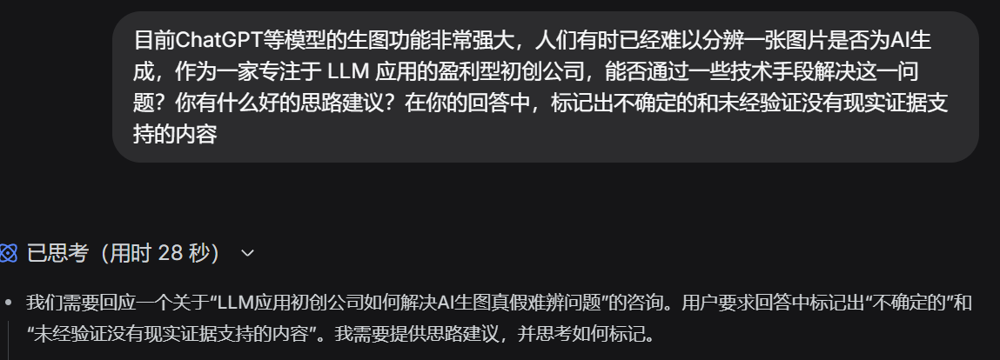 目前ChatGPT等模型的生图功能非常强大，人们有时已经难以分辨一张图片是否为AI生
成，作为一家专注于 LLM 应用的盈利型初创公司，能否通过一些技术手段解决这一问
题？你有什么好的思路建议？在你的回答中，标记出不确定的和未经验证没有现实证据支
持的内容
已思考（用时 28 秒）
我们需要回应一个关于“LLM应用初创公司如何解决AI生图真假难辨问题”的咨询。用户要求回答中标记出“不确定的”和
“未经验证没有现实证据支持的内容”。我需要提供思路建议，并思考如何标记。